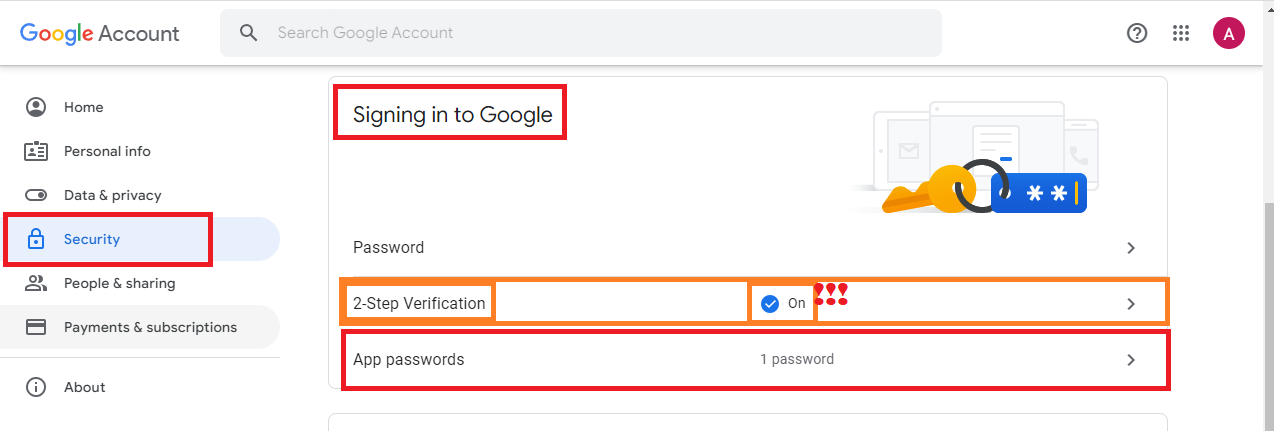 Google Account
Search Google Account
A
Home
Personal info
Data & privacy
Security
People & sharing
Payments & subscriptions
About
Signing in to Google
**
Password
2-Step Verification On !!!
App passwords 1 password